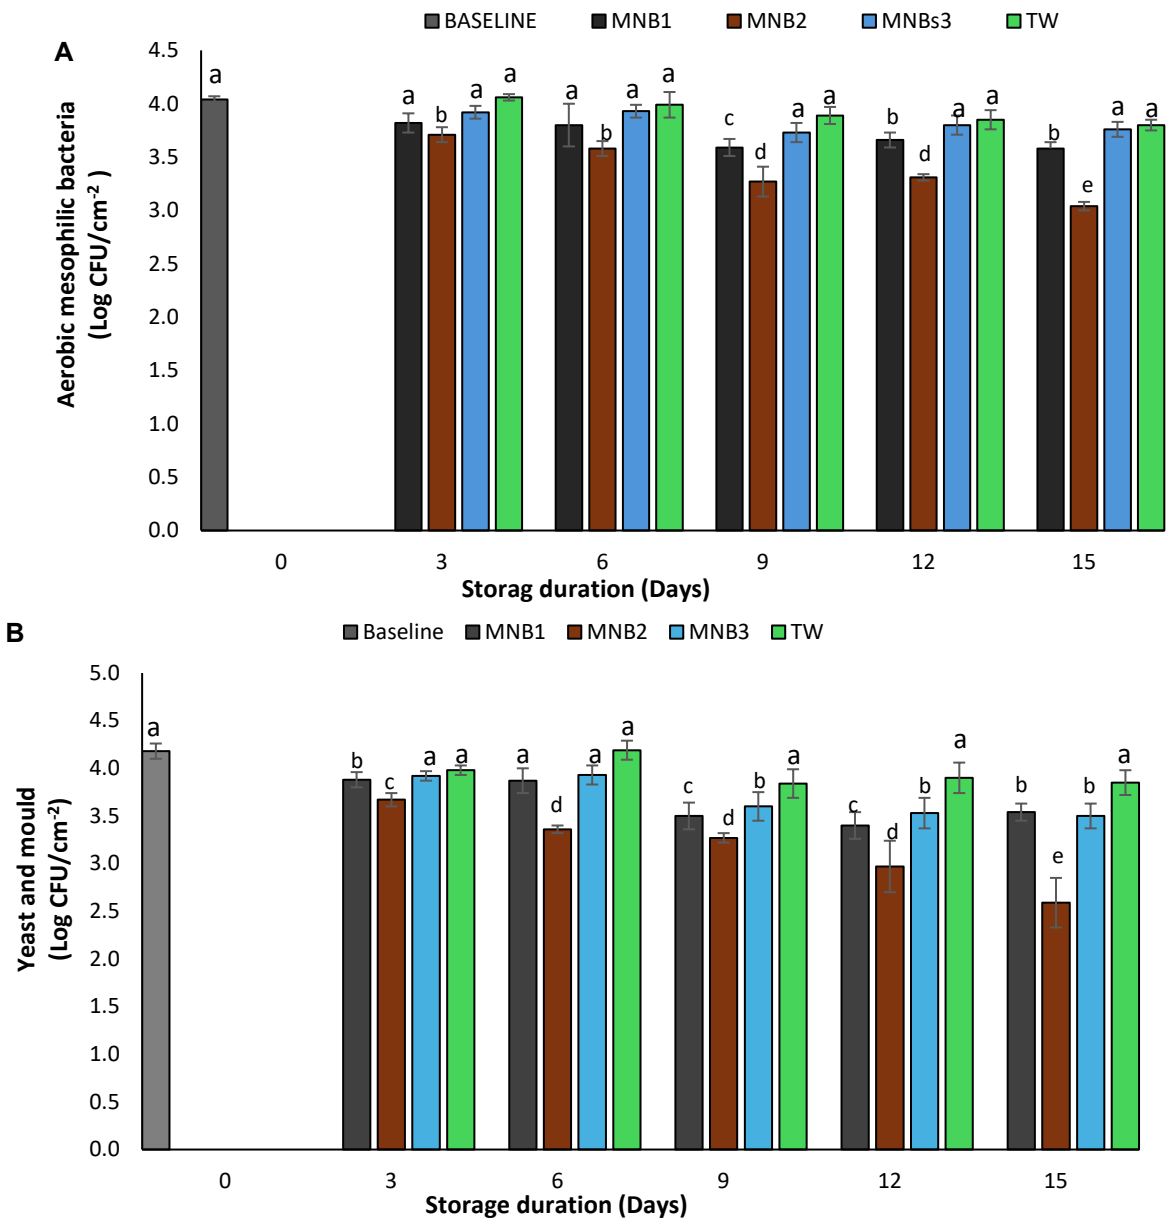 BASELINE MNB1 MNB2 MNBs3 TW
A
Aerobic mesophilic bacteria
(Log CFU/cm⁻² )
4.5
4.0
3.5
3.0
2.5
2.0
1.5
1.0
0.5
0.0
a
a b a a
a b a a
c d a a
b d a a
b e a a
0 3 6 9 12 15
Storag duration (Days)
B
Baseline MNB1 MNB2 MNB3 TW
Yeast and mould
(Log CFU/cm⁻²)
5.0
4.5
4.0
3.5
3.0
2.5
2.0
1.5
1.0
0.5
0.0
a
b c a a
a d a a
c d b a
c d b a
b e b a
0 3 6 9 12 15
Storage duration (Days)